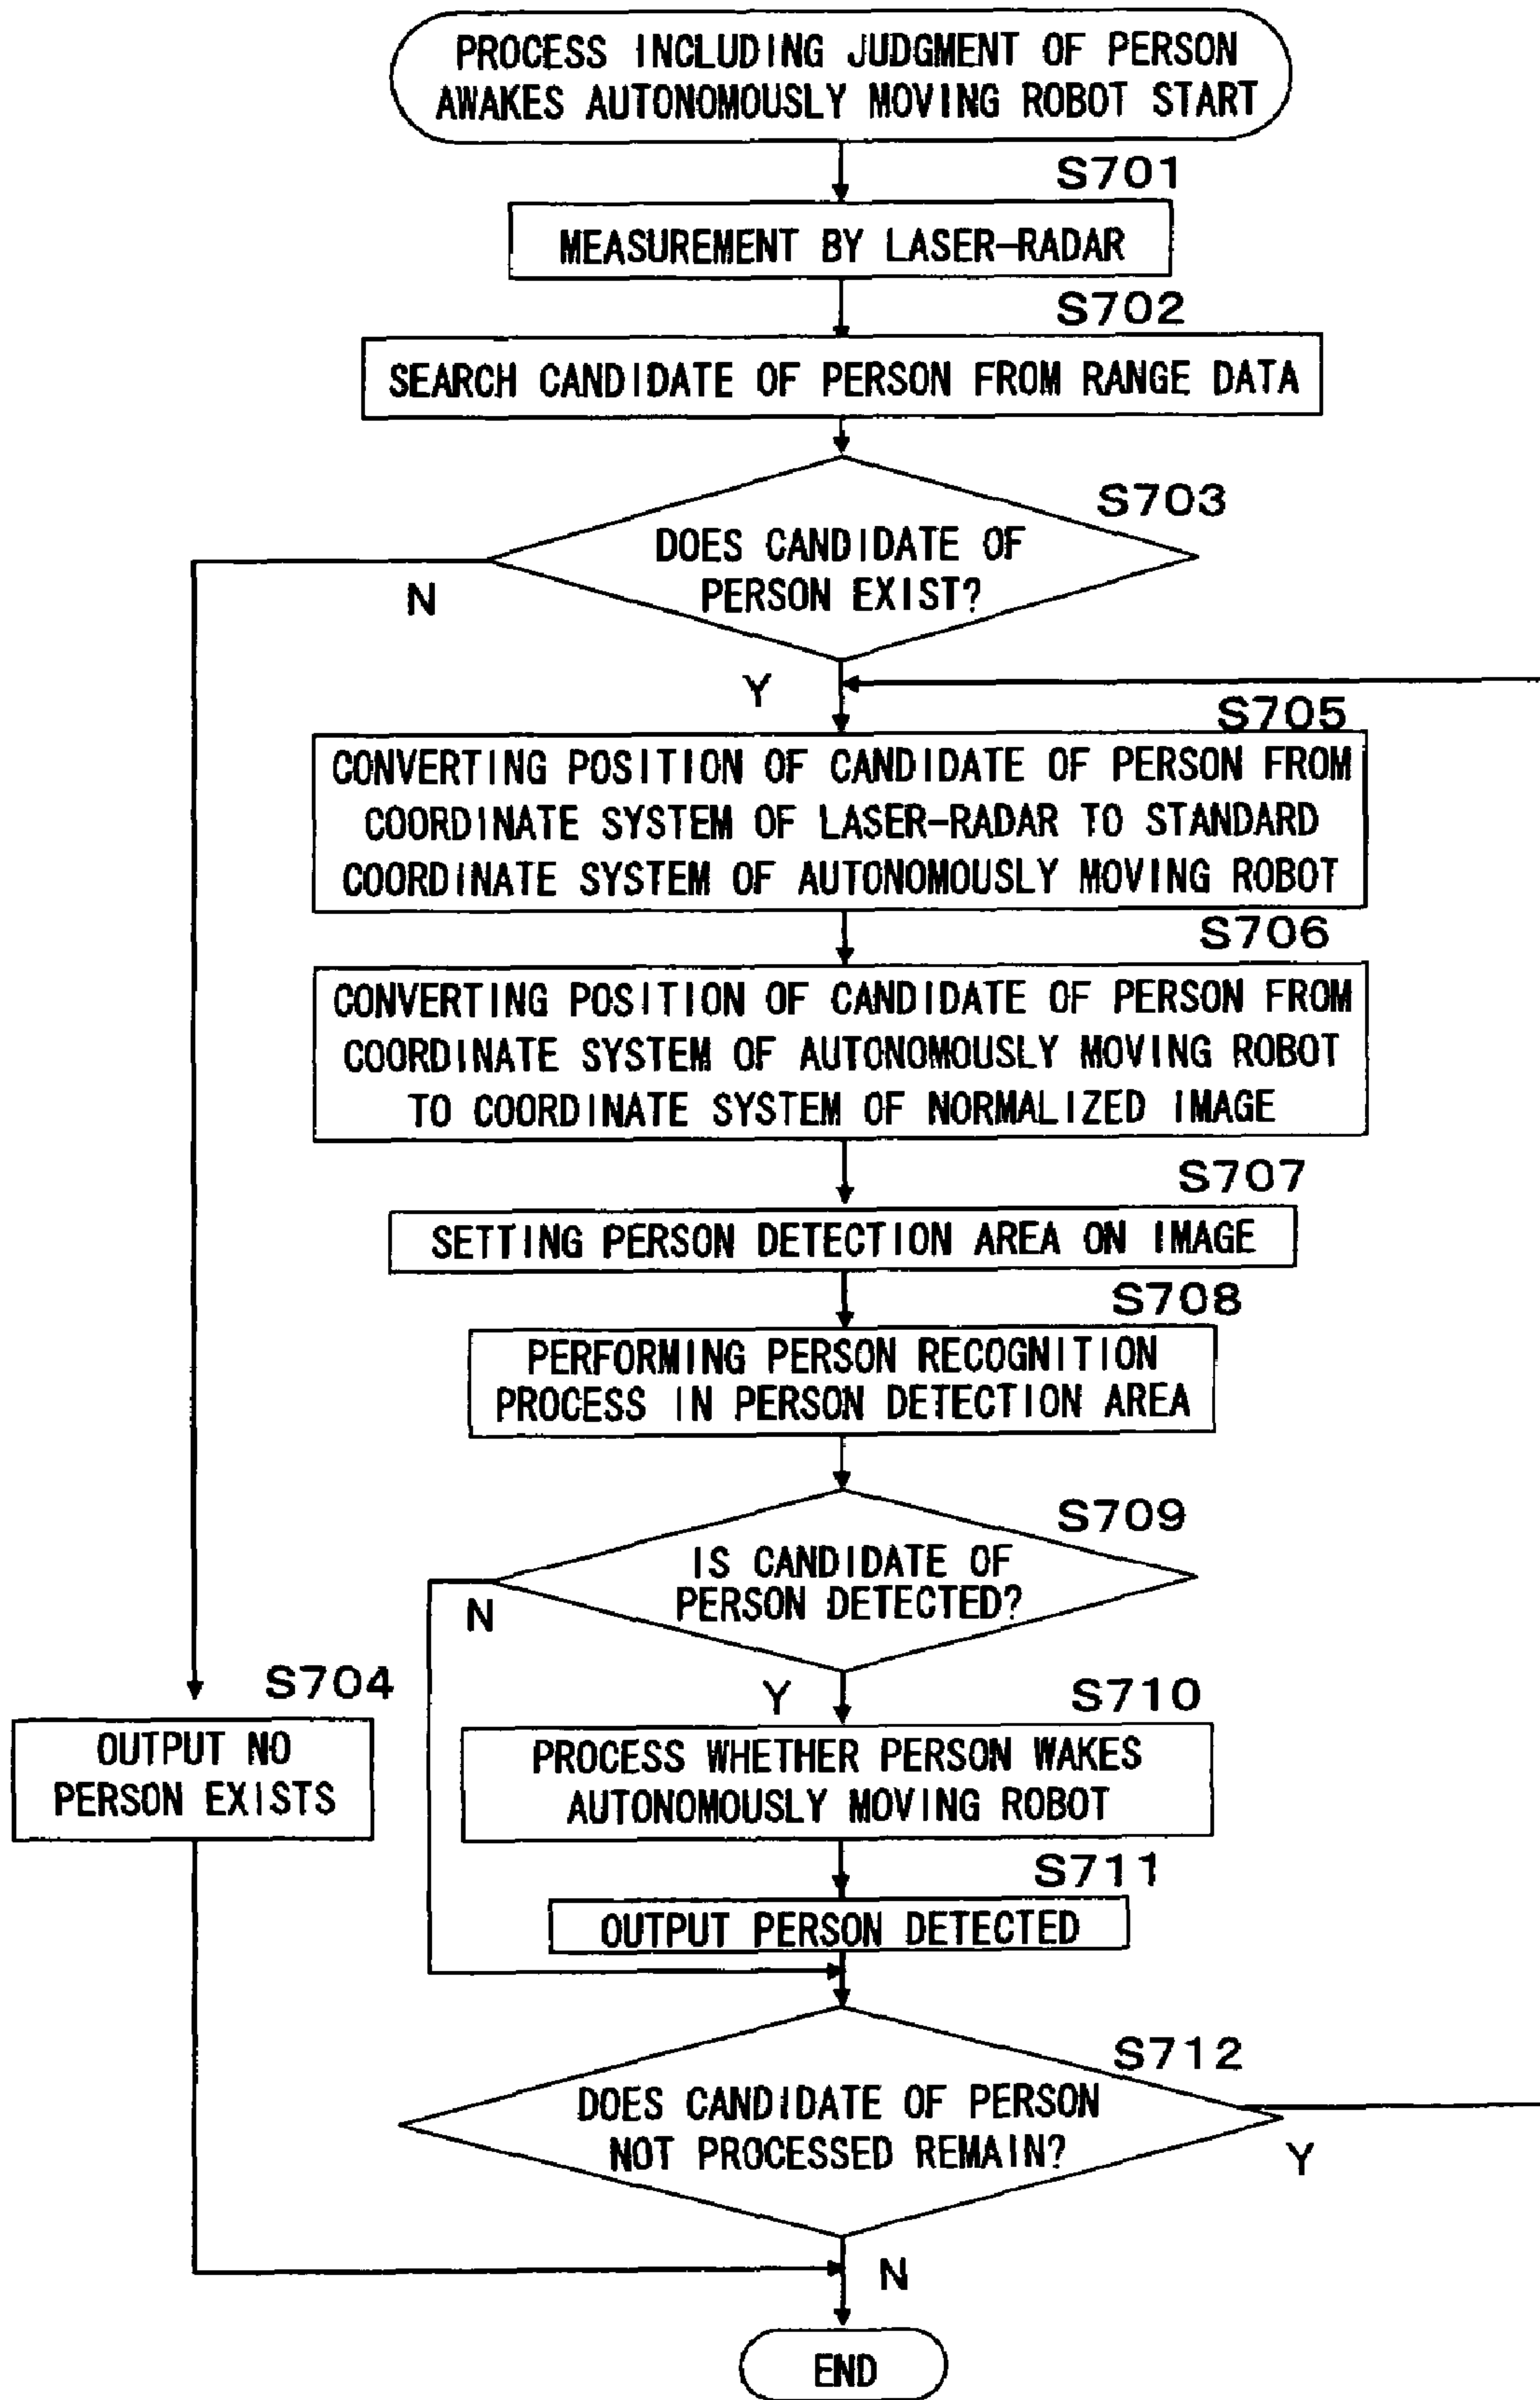 PROCESS INCLUDING JUDGMENT OF PERSON
AWAKES AUTONOMOUSLY MOVING ROBOT START
S701
MEASUREMENT BY LASER-RADAR
S702
SEARCH CANDIDATE OF PERSON FROM RANGE DATA
S703
DOES CANDIDATE OF
PERSON EXIST?
N
Y
S705
CONVERTING POSITION OF CANDIDATE OF PERSON FROM
COORDINATE SYSTEM OF LASER-RADAR TO STANDARD
COORDINATE SYSTEM OF AUTONOMOUSLY MOVING ROBOT
S706
CONVERTING POSITION OF CANDIDATE OF PERSON FROM
COORDINATE SYSTEM OF AUTONOMOUSLY MOVING ROBOT
TO COORDINATE SYSTEM OF NORMALIZED IMAGE
S707
SETTING PERSON DETECTION AREA ON IMAGE
S708
PERFORMING PERSON RECOGNITION
PROCESS IN PERSON DETECTION AREA
S709
IS CANDIDATE OF
PERSON DETECTED?
N
Y
S704
OUTPUT NO
PERSON EXISTS
S710
PROCESS WHETHER PERSON WAKES
AUTONOMOUSLY MOVING ROBOT
S711
OUTPUT PERSON DETECTED
S712
DOES CANDIDATE OF PERSON
NOT PROCESSED REMAIN?
Y
N
END